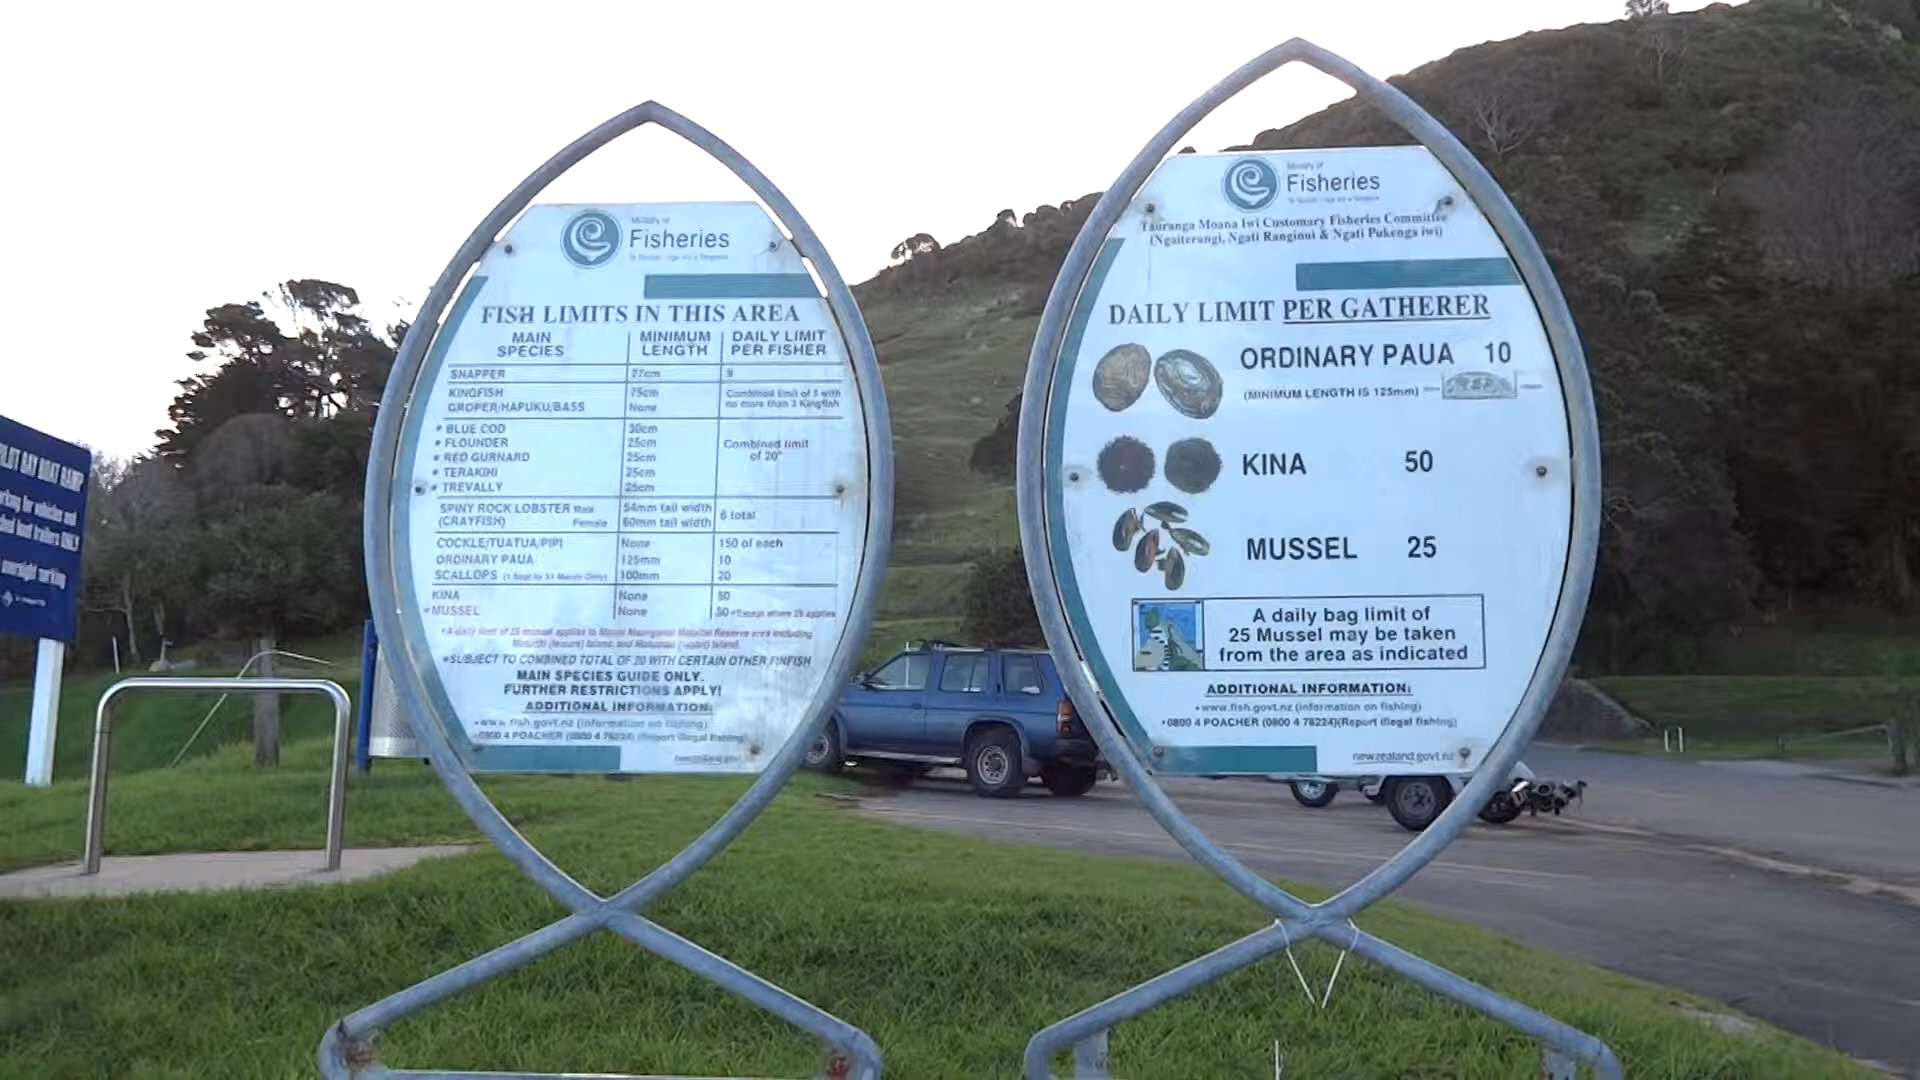 PILOT BAY BOAT RAMP
vehicles and
boat trailers ONLY
overnight parking
Ministry of
Fisheries
FISH LIMITS IN THIS AREA
MAIN SPECIES MINIMUM LENGTH DAILY LIMIT PER FISHER
SNAPPER 27cm 9
KINGFISH 75cm Combined limit of 5 with
GROPER/HAPUKU/BASS None no more than 3 Kingfish
* BLUE COD 30cm
* FLOUNDER 25cm Combined limit
* RED GURNARD 25cm of 20*
* TERAKIHI 25cm
* TREVALLY 25cm
SPINY ROCK LOBSTER Male 54mm tail width 6 total
(CRAYFISH) Female 60mm tail width
COCKLE/TUATUA/PIPI None 150 of each
ORDINARY PAUA 125mm 10
SCALLOPS (1 Sept to 31 March Only) 100mm 20
KINA None 50
*MUSSEL None 50 *Except where 25 applies
*A daily limit of 25 mussel applies to Mount Maunganui Mataitai Reserve area including
Moturiki (leisure) Island, and Motuotau (rabbit) Island.
*SUBJECT TO COMBINED TOTAL OF 20 WITH CERTAIN OTHER FINFISH
MAIN SPECIES GUIDE ONLY.
FURTHER RESTRICTIONS APPLY!
ADDITIONAL INFORMATION:
•www.fish.govt.nz (information on fishing)
•0800 4 POACHER (0800 4 76224) (Report illegal fishing)
newzealand.govt.nz
Ministry of
Fisheries
Tauranga Moana Iwi Customary Fisheries Committee
(Ngaiterangi, Ngati Ranginui & Ngati Pukenga iwi)
DAILY LIMIT PER GATHERER
ORDINARY PAUA 10
(MINIMUM LENGTH IS 125mm)
KINA 50
MUSSEL 25
A daily bag limit of
25 Mussel may be taken
from the area as indicated
ADDITIONAL INFORMATION:
•www.fish.govt.nz (information on fishing)
•0800 4 POACHER (0800 4 76224)(Report illegal fishing)
newzealand.govt.nz